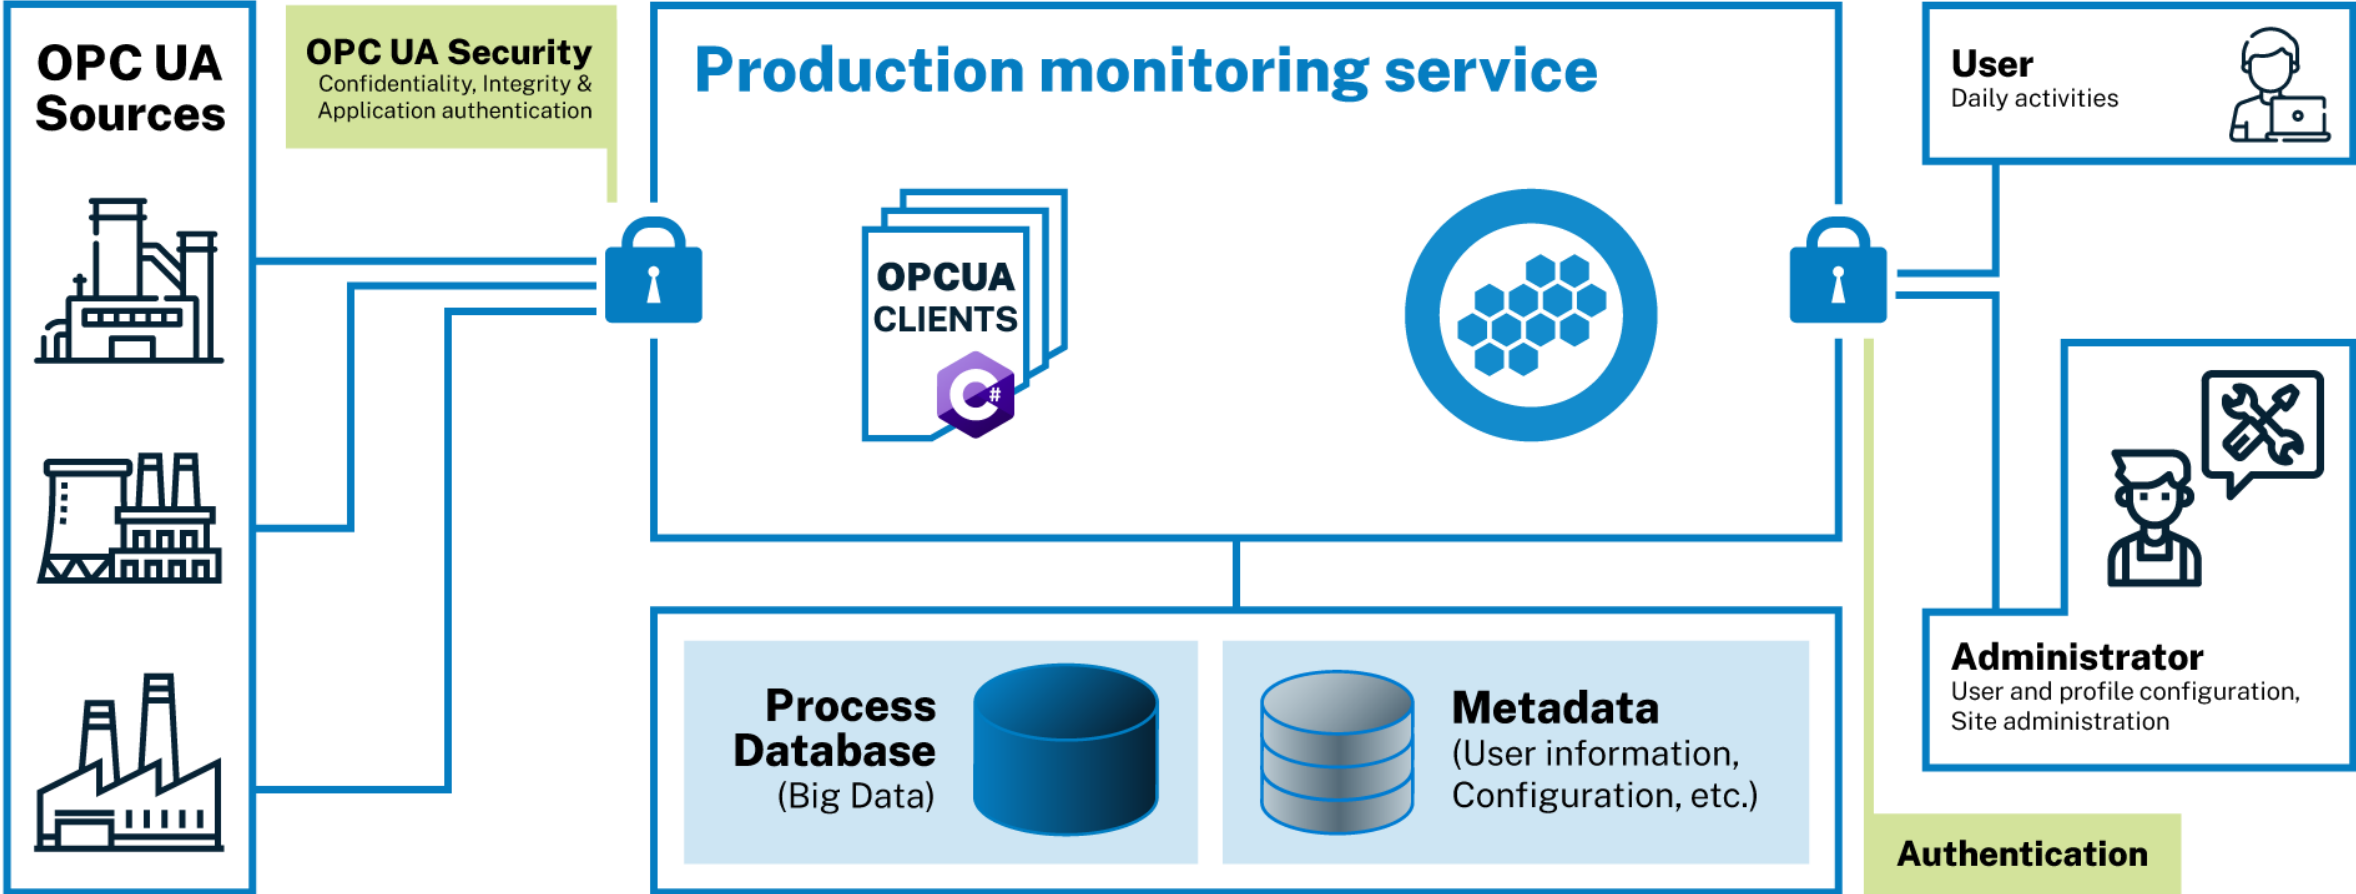 OPC UA
Sources
OPC UA Security
Confidentiality, Integrity &
Application authentication
Production monitoring service
OPCUA
CLIENTS
C#
User
Daily activities
Administrator
User and profile configuration,
Site administration
Process
Database
(Big Data)
Metadata
(User information,
Configuration, etc.)
Authentication